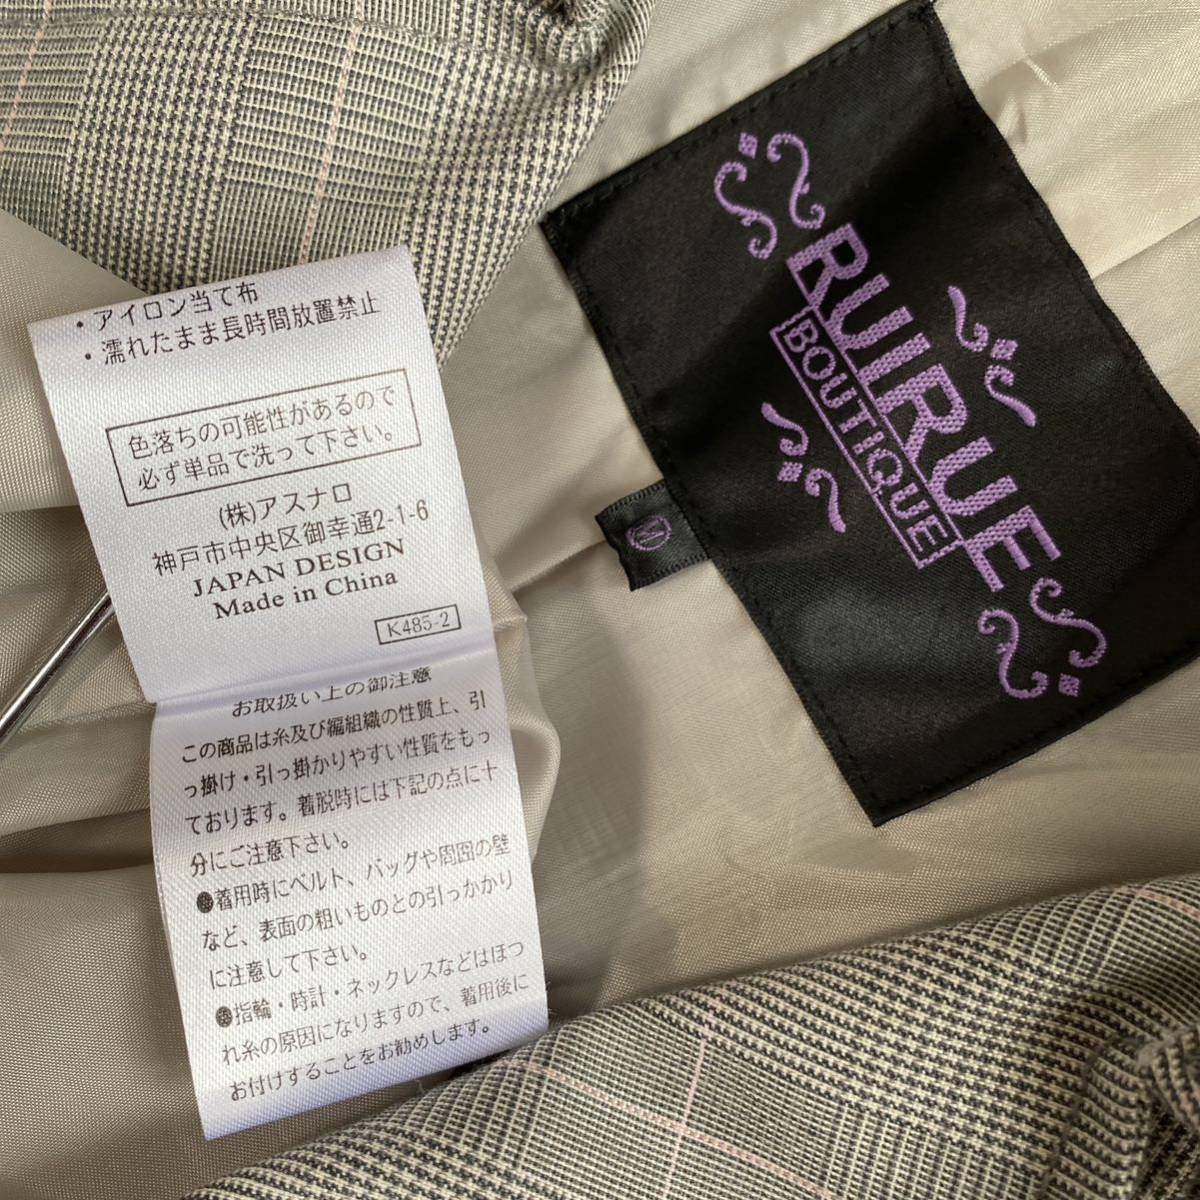 ・アイロン当て布
・濡れたまま長時間放置禁止
色落ちの可能性があるので
必ず単品で洗って下さい。
(株)アスナロ
神戸市中央区御幸通2-1-6
JAPAN DESIGN
Made in China
K485-2
お取扱い上の御注意
この商品は糸及び編組織の性質上、引
っ掛け・引っ掛かりやすい性質をもっ
ております。着脱時には下記の点に十
分にご注意下さい。
●着用時にベルト、バッグや周囲の壁
など、表面の粗いものとの引っかかり
に注意して下さい。
●指輪・時計・ネックレスなどはほつ
れ糸の原因になりますので、着用後に
お付けすることをお勧めします。
RUIRUE
BOUTIQUE
M